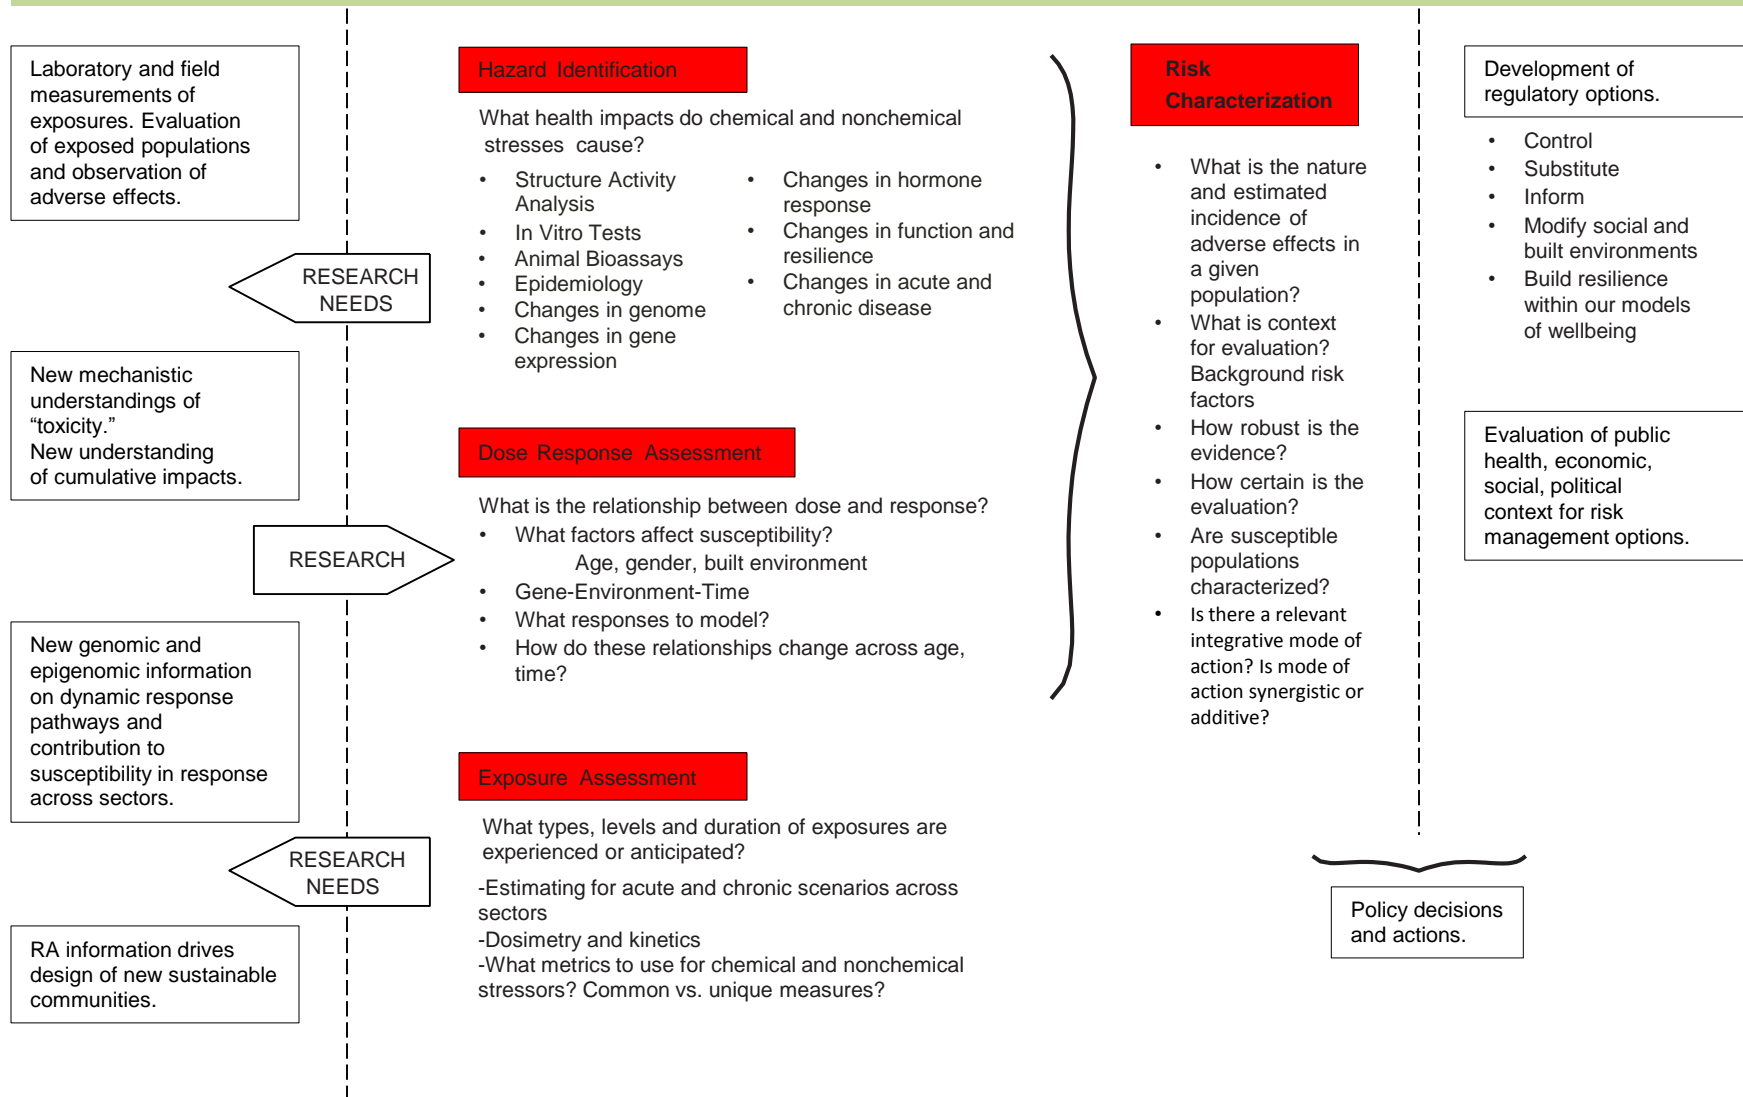 Laboratory and field
measurements of
exposures. Evaluation
of exposed populations
and observation of
adverse effects.
RESEARCH
NEEDS
New mechanistic
understandings of
“toxicity.”
New understanding
of cumulative impacts.
RESEARCH
New genomic and
epigenomic information
on dynamic response
pathways and
contribution to
susceptibility in response
across sectors.
RESEARCH
NEEDS
RA information drives
design of new sustainable
communities.
Hazard Identification
What health impacts do chemical and nonchemical
stresses cause?
• Structure Activity
Analysis
• In Vitro Tests
• Animal Bioassays
• Epidemiology
• Changes in genome
• Changes in gene
expression
• Changes in hormone
response
• Changes in function and
resilience
• Changes in acute and
chronic disease
Dose Response Assessment
What is the relationship between dose and response?
• What factors affect susceptibility?
Age, gender, built environment
• Gene-Environment-Time
• What responses to model?
• How do these relationships change across age,
time?
Exposure Assessment
What types, levels and duration of exposures are
experienced or anticipated?
-Estimating for acute and chronic scenarios across
sectors
-Dosimetry and kinetics
-What metrics to use for chemical and nonchemical
stressors? Common vs. unique measures?
Risk
Characterization
• What is the nature
and estimated
incidence of
adverse effects in
a given
population?
• What is context
for evaluation?
Background risk
factors
• How robust is the
evidence?
• How certain is the
evaluation?
• Are susceptible
populations
characterized?
• Is there a relevant
integrative mode of
action? Is mode of
action synergistic or
additive?
Development of
regulatory options.
• Control
• Substitute
• Inform
• Modify social and
built environments
• Build resilience
within our models
of wellbeing
Evaluation of public
health, economic,
social, political
context for risk
management options.
Policy decisions
and actions.